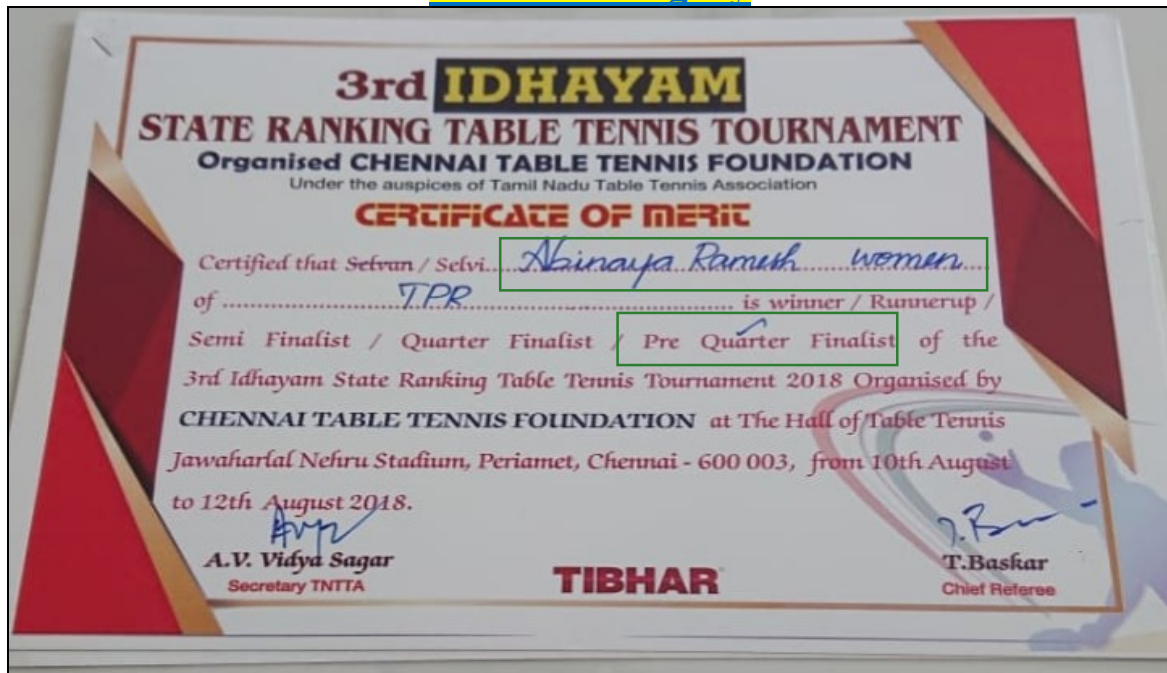 3rd IDHAYAM
STATE RANKING TABLE TENNIS TOURNAMENT
Organised CHENNAI TABLE TENNIS FOUNDATION
Under the auspices of Tamil Nadu Table Tennis Association
CERTIFICATE OF MERIT
Certified that Selvan / Selvi.....Abinaya Ramesh women....
of ........................TPR................................. is winner / Runnerup /
Semi Finalist / Quarter Finalist / Pre Quarter Finalist of the
3rd Idhayam State Ranking Table Tennis Tournament 2018 Organised by
CHENNAI TABLE TENNIS FOUNDATION at The Hall of Table Tennis
Jawaharlal Nehru Stadium, Periamet, Chennai - 600 003, from 10th August
to 12th August 2018.
A.V. Vidya Sagar
Secretary TNTTA
TIBHAR
T.Baskar
Chief Referee